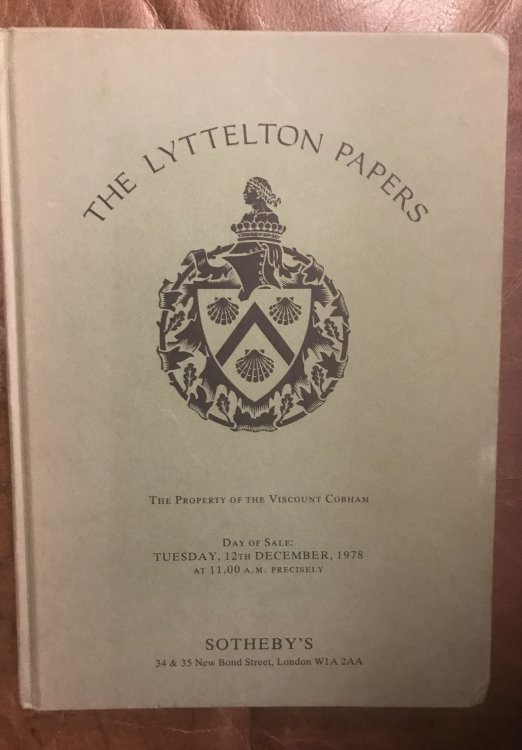 THE LYTTELTON PAPERS
THE PROPERTY OF THE VISCOUNT COBHAM
DAY OF SALE:
TUESDAY, 12TH DECEMBER, 1978
AT 11.00 A.M. PRECISELY
SOTHEBY'S
34 & 35 New Bond Street, London W1A 2AA